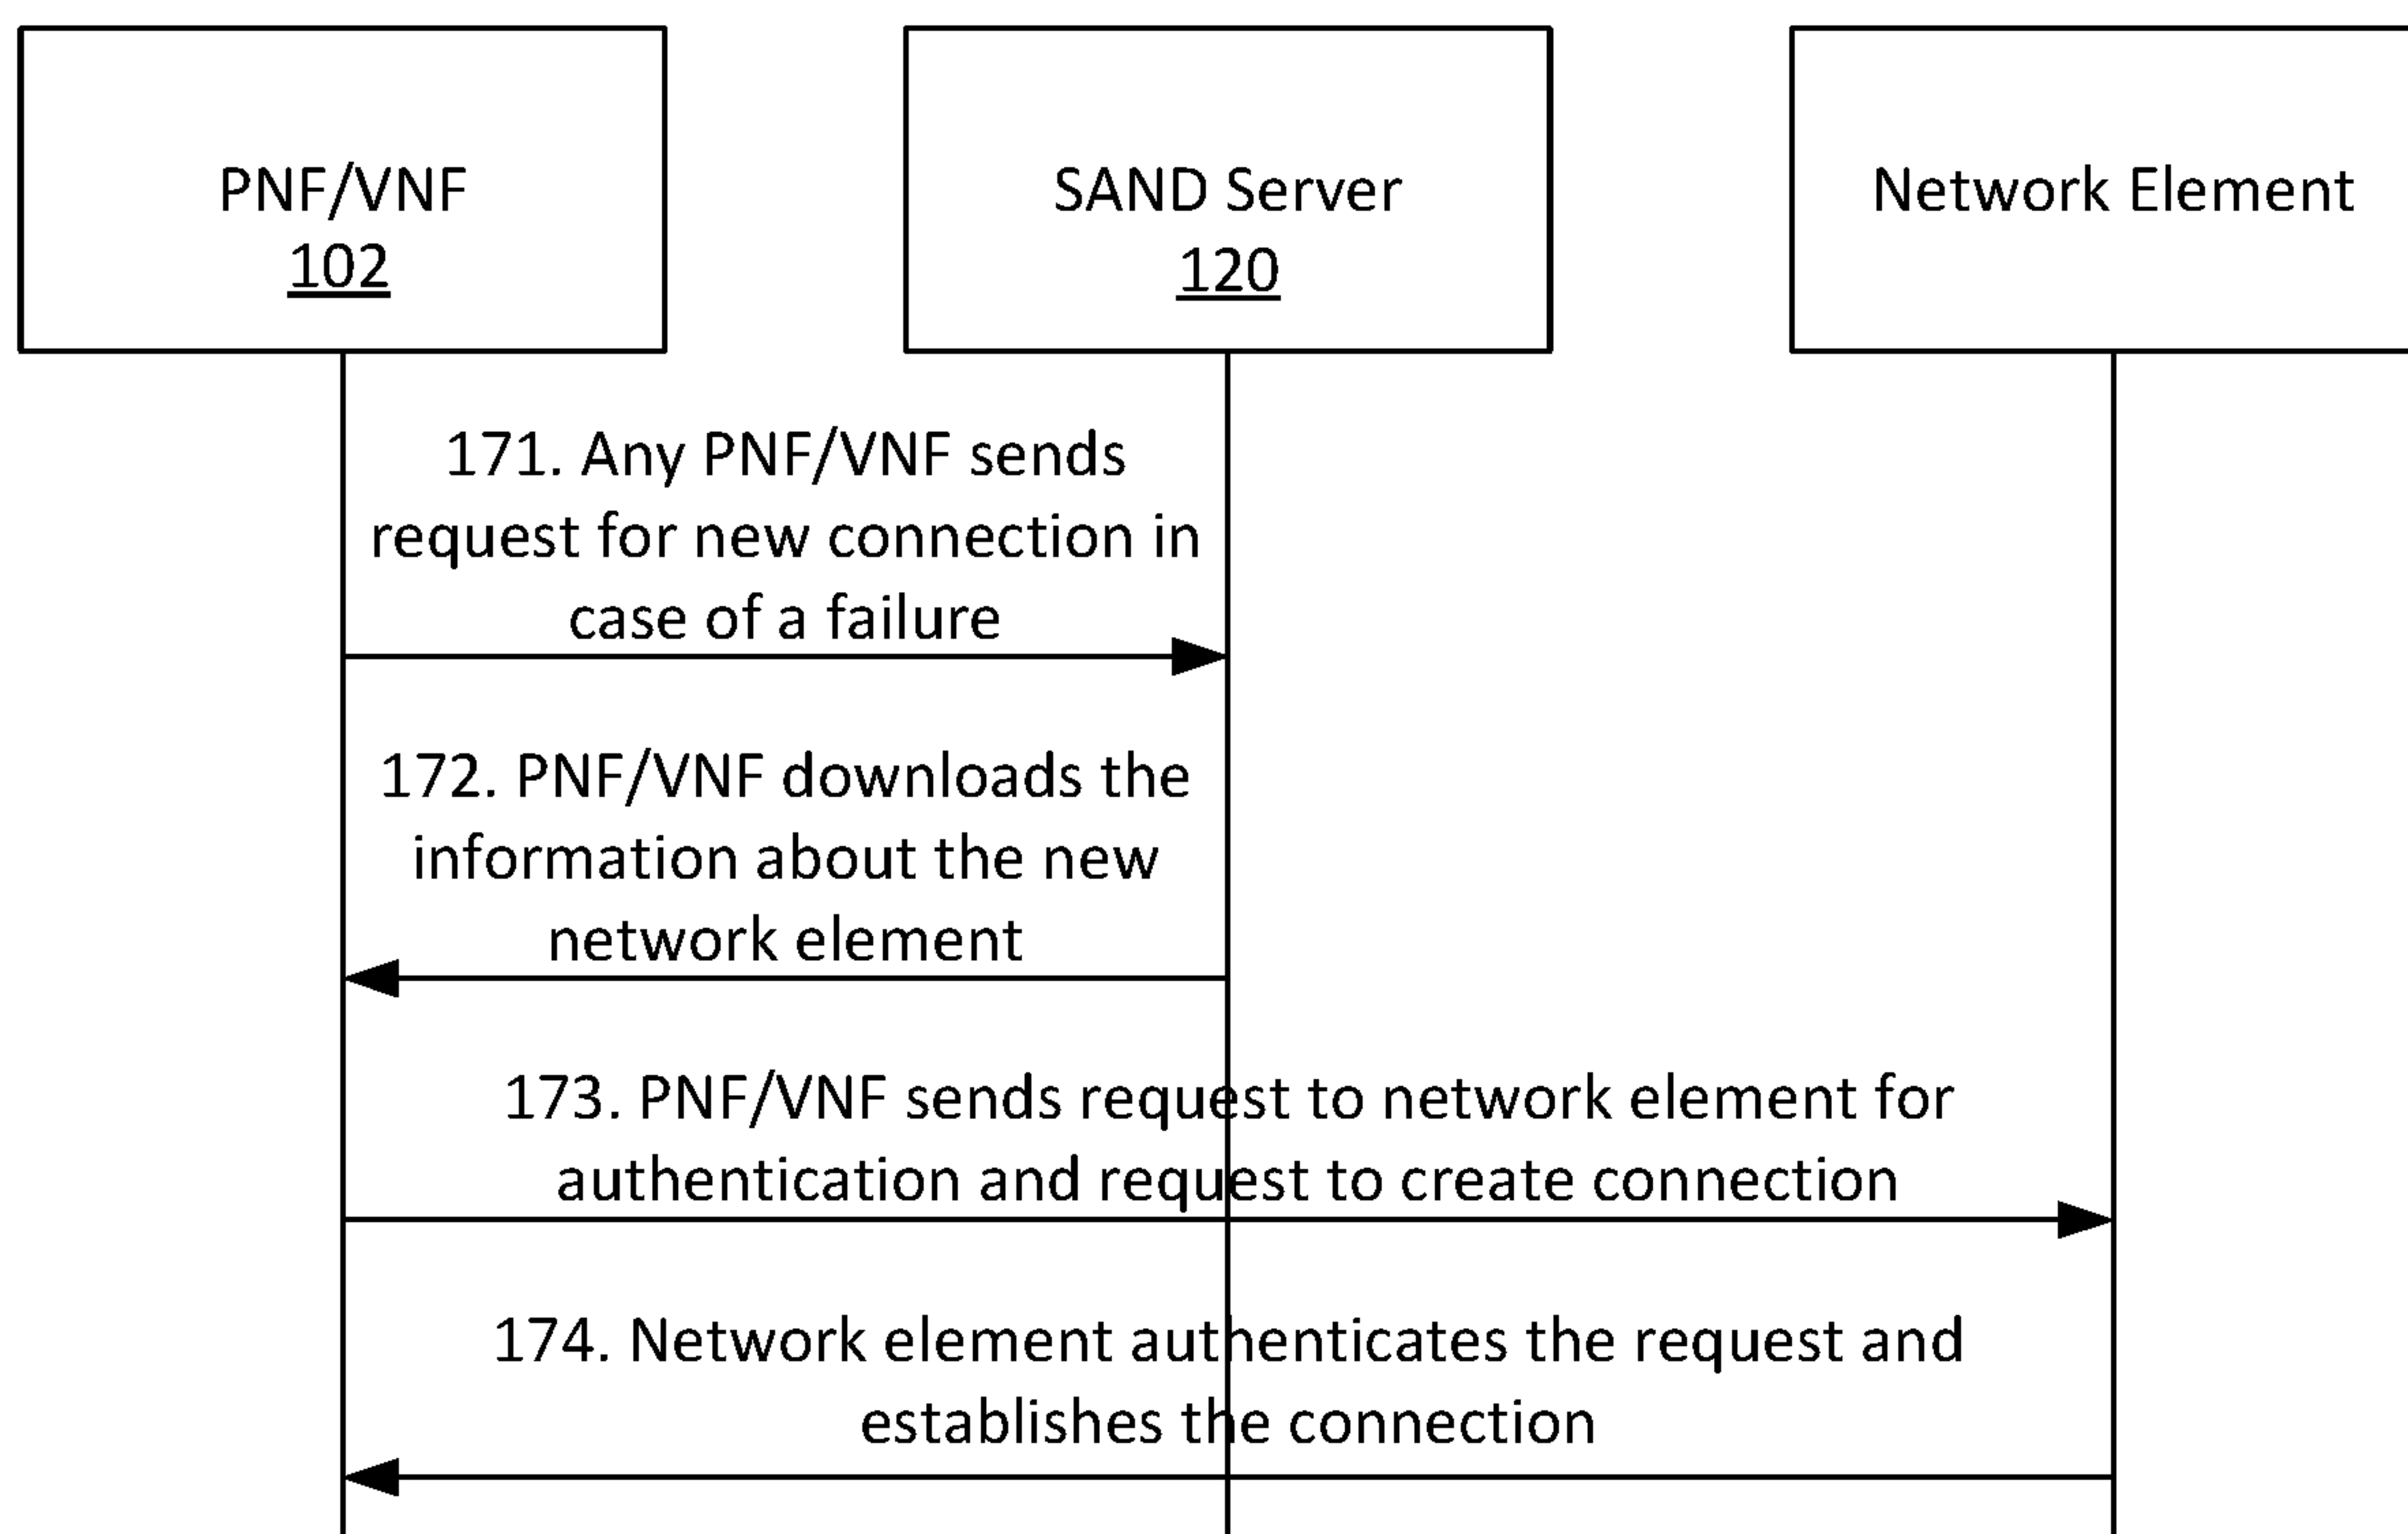 PNF/VNF
102
SAND Server
120
Network Element
171. Any PNF/VNF sends
request for new connection in
case of a failure
172. PNF/VNF downloads the
information about the new
network element
173. PNF/VNF sends request to network element for
authentication and request to create connection
174. Network element authenticates the request and
establishes the connection